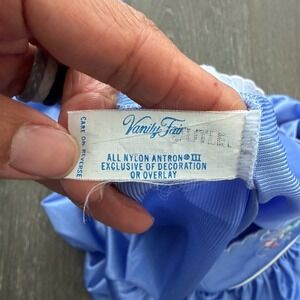 Vanity Fair
ALL NYLON ANTRON® III
EXCLUSIVE OF DECORATION
OR OVERLAY
CARE ON REVERSE